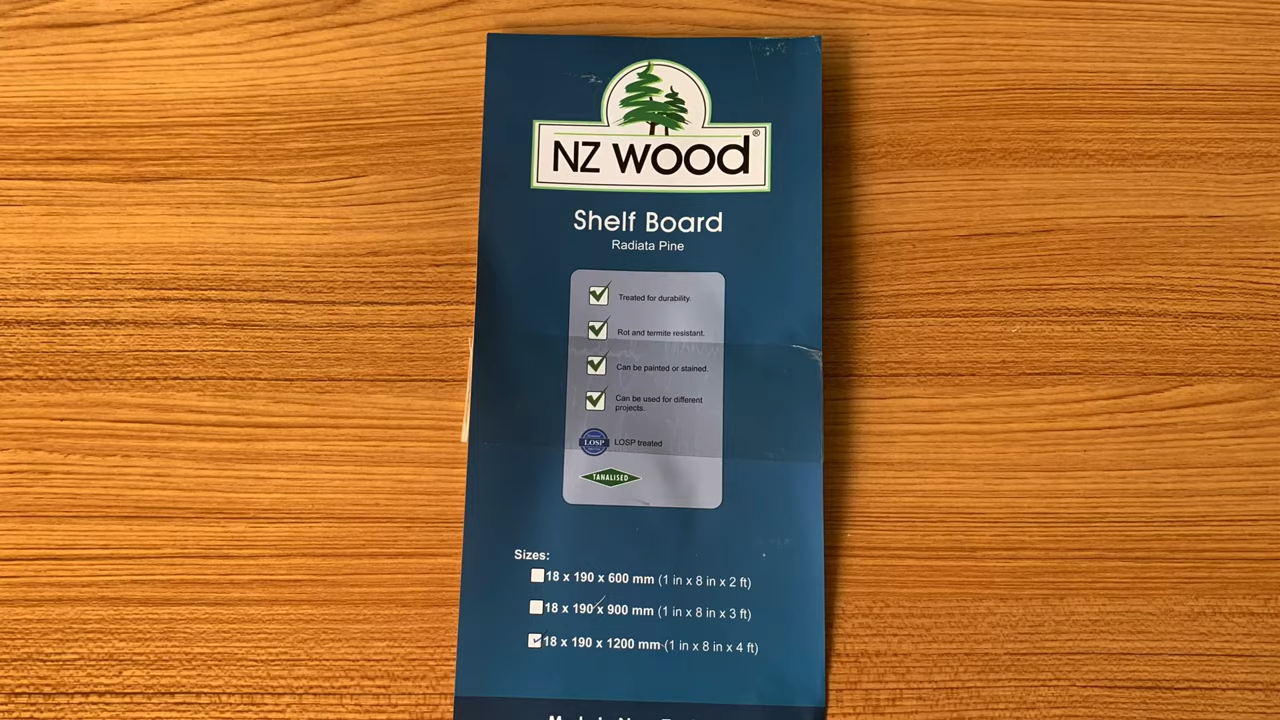 NZ wood®
Shelf Board
Radiata Pine
Treated for durability.
Rot and termite resistant.
Can be painted or stained.
Can be used for different
projects.
LOSP
LOSP treated
TANALISED
Sizes:
18 x 190 x 600 mm (1 in x 8 in x 2 ft)
18 x 190 x 900 mm (1 in x 8 in x 3 ft)
18 x 190 x 1200 mm (1 in x 8 in x 4 ft)